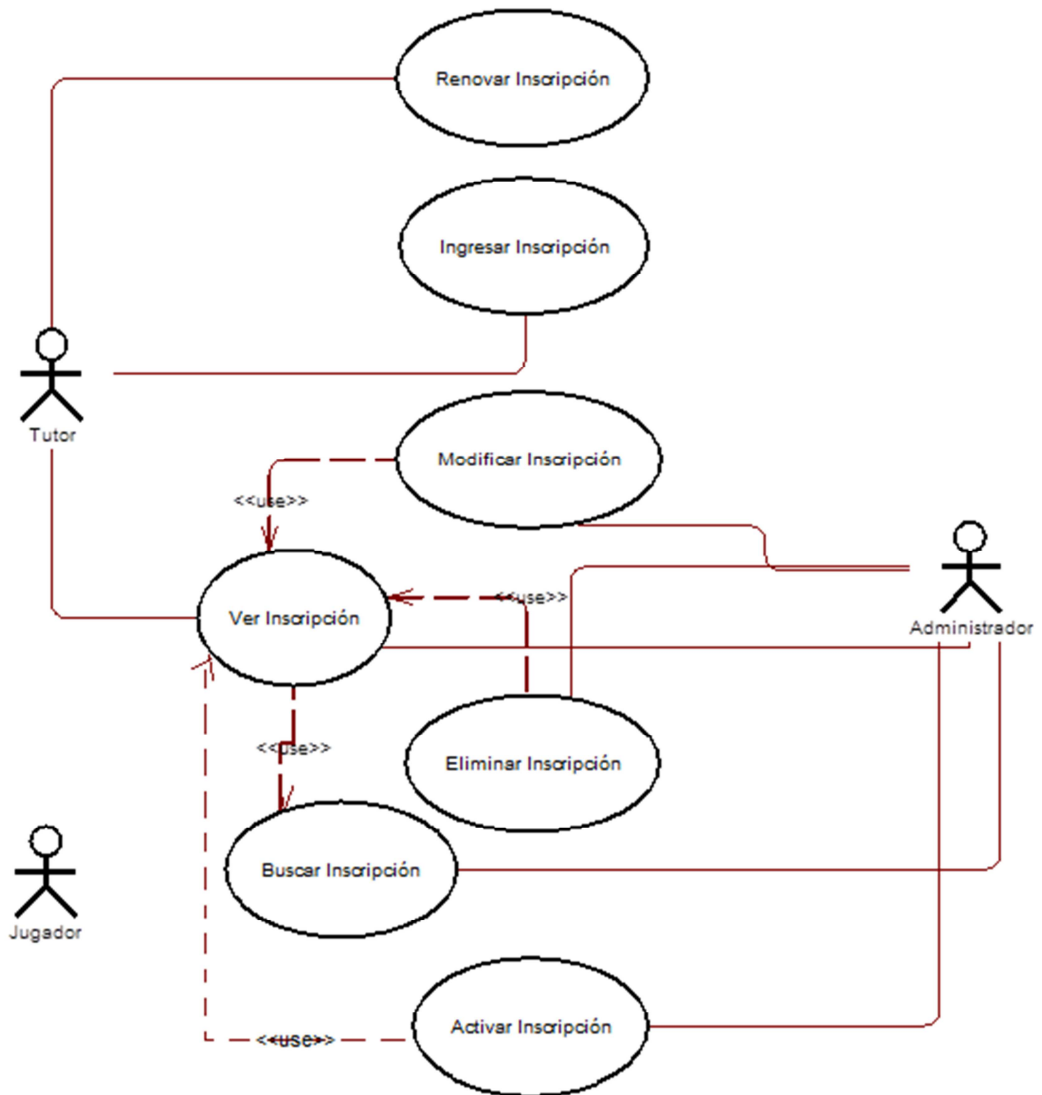 Renovar Inscripción
Ingresar Inscripción
Tutor
Modificar Inscripción
<<use>>
<<use>>
Ver Inscripción
Administrador
<<use>>
Eliminar Inscripción
Buscar Inscripción
Jugador
Activar Inscripción
<<use>>